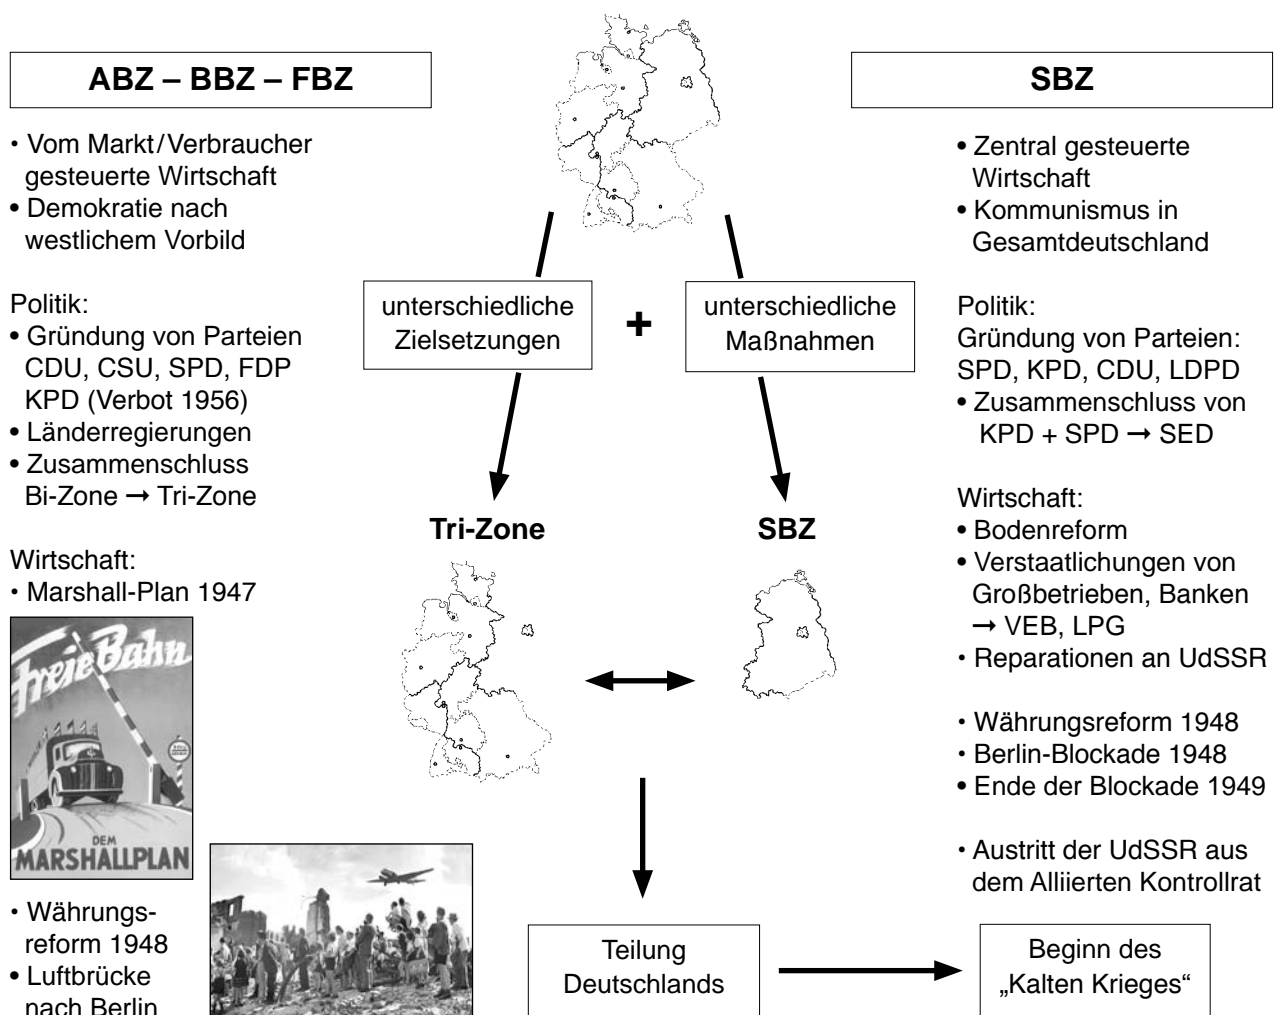 ABZ – BBZ – FBZ
• Vom Markt/Verbraucher
gesteuerte Wirtschaft
• Demokratie nach
westlichem Vorbild
Politik:
• Gründung von Parteien
CDU, CSU, SPD, FDP
KPD (Verbot 1956)
• Länderregierungen
• Zusammenschluss
Bi-Zone → Tri-Zone
Wirtschaft:
• Marshall-Plan 1947
Freie Bahn
DEM
MARSHALLPLAN
• Währungs-
reform 1948
• Luftbrücke
nach Berlin
unterschiedliche
Zielsetzungen
+
unterschiedliche
Maßnahmen
Tri-Zone
SBZ
Teilung
Deutschlands
SBZ
• Zentral gesteuerte
Wirtschaft
• Kommunismus in
Gesamtdeutschland
Politik:
Gründung von Parteien:
SPD, KPD, CDU, LDPD
• Zusammenschluss von
KPD + SPD → SED
Wirtschaft:
• Bodenreform
• Verstaatlichungen von
Großbetrieben, Banken
→ VEB, LPG
• Reparationen an UdSSR
• Währungsreform 1948
• Berlin-Blockade 1948
• Ende der Blockade 1949
• Austritt der UdSSR aus
dem Alliierten Kontrollrat
Beginn des
„Kalten Krieges“